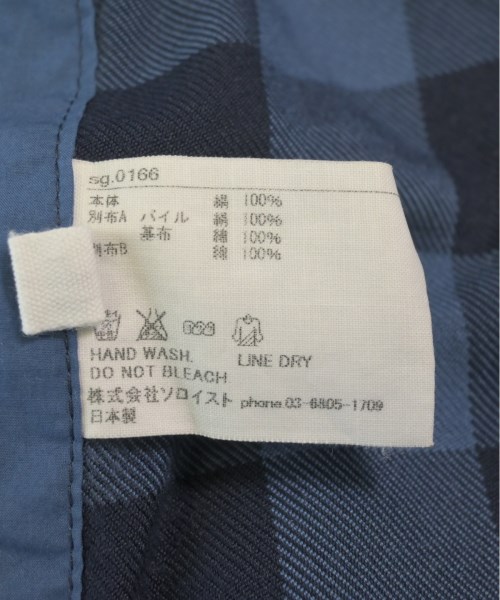 sg.0166
本体 絹 100%
別布A パイル 絹 100%
基布 綿 100%
別布B 綿 100%
HAND WASH. LINE DRY
DO NOT BLEACH
株式会社ソロイスト phone.03-6805-1709
日本製